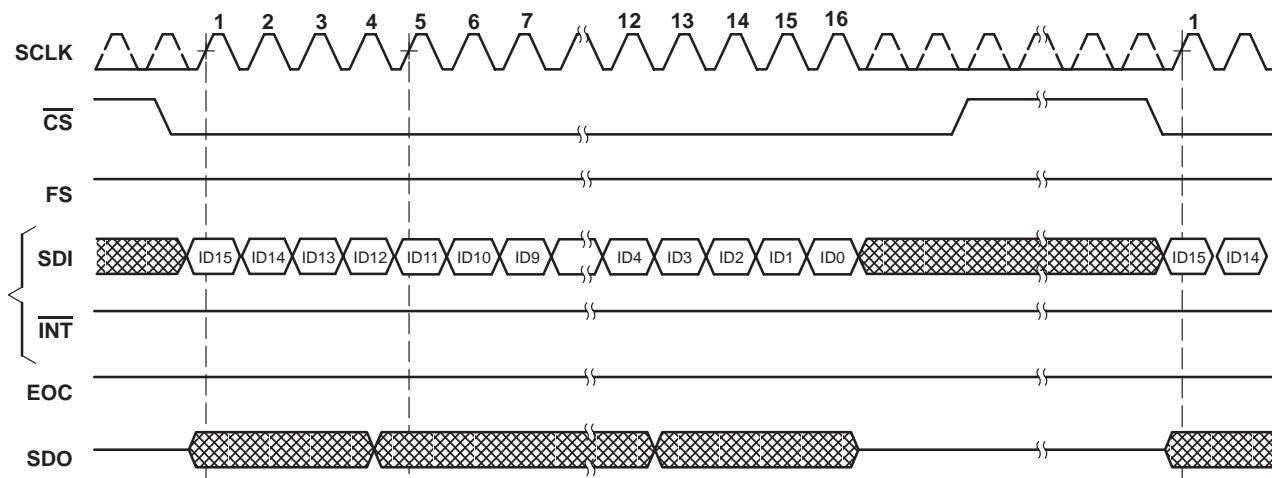 1 2 3 4 5 6 7 12 13 14 15 16 1
SCLK
CS
FS
SDI ID15 ID14 ID13 ID12 ID11 ID10 ID9 ID4 ID3 ID2 ID1 ID0 ID15 ID14
INT
EOC
SDO